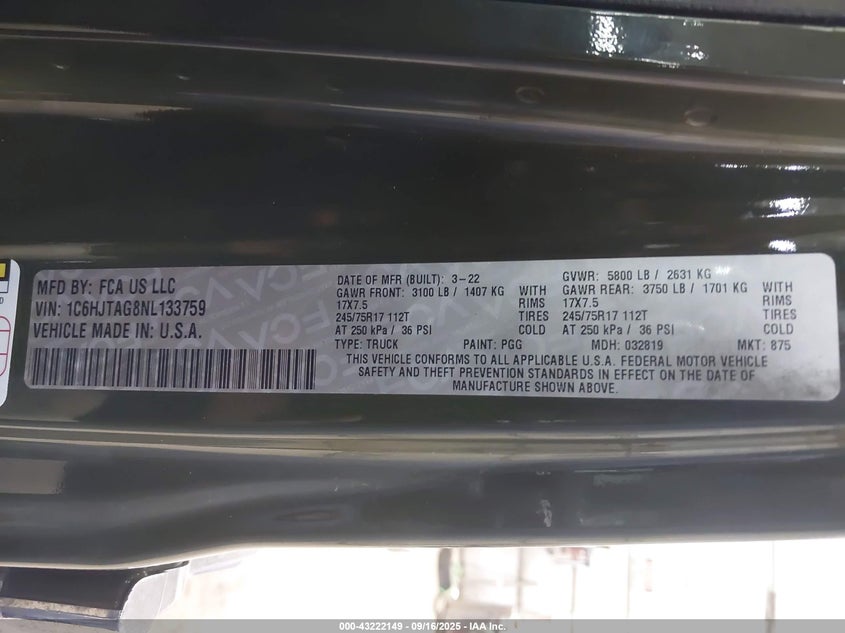 MFD BY: FCA US LLC
VIN: 1C6HJTAG8NL133759
VEHICLE MADE IN U.S.A.
DATE OF MFR (BUILT): 3-22 GVWR: 5800 LB / 2631 KG
GAWR FRONT: 3100 LB / 1407 KG WITH GAWR REAR: 3750 LB / 1701 KG WITH
17X7.5 RIMS 17X7.5 RIMS
245/75R17 112T TIRES 245/75R17 112T TIRES
AT 250 kPa / 36 PSI COLD AT 250 kPa / 36 PSI COLD
TYPE: TRUCK PAINT: PGG MDH: 032819 MKT: 875
THIS VEHICLE CONFORMS TO ALL APPLICABLE U.S.A. FEDERAL MOTOR VEHICLE
SAFETY AND THEFT PREVENTION STANDARDS IN EFFECT ON THE DATE OF
MANUFACTURE SHOWN ABOVE.
000-43222149 - 09/16/2025 - IAA Inc.